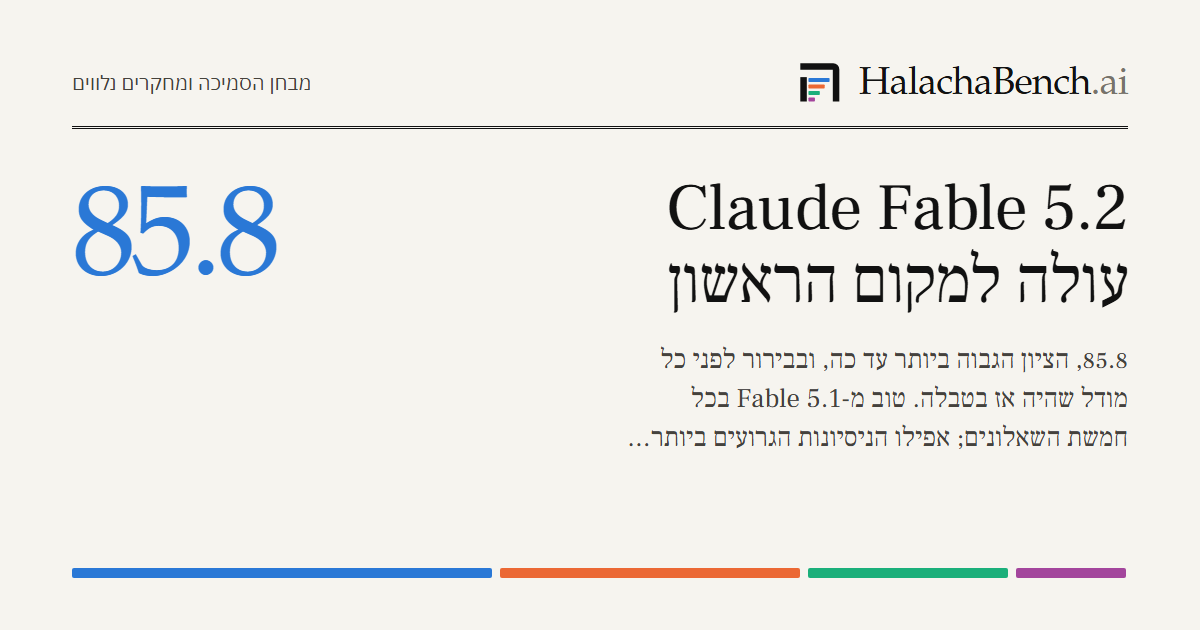 HalachaBench.ai
מבחן הסמיכה ומחקרים נלווים
Claude Fable 5.2
עולה למקום הראשון
85.8
85.8, הציון הגבוה ביותר עד כה, ובבירור לפני כל
מודל שהיה אז בטבלה. טוב מ-Fable 5.1 בכל
חמשת השאלונים; אפילו הניסיונות הגרועים ביותר...